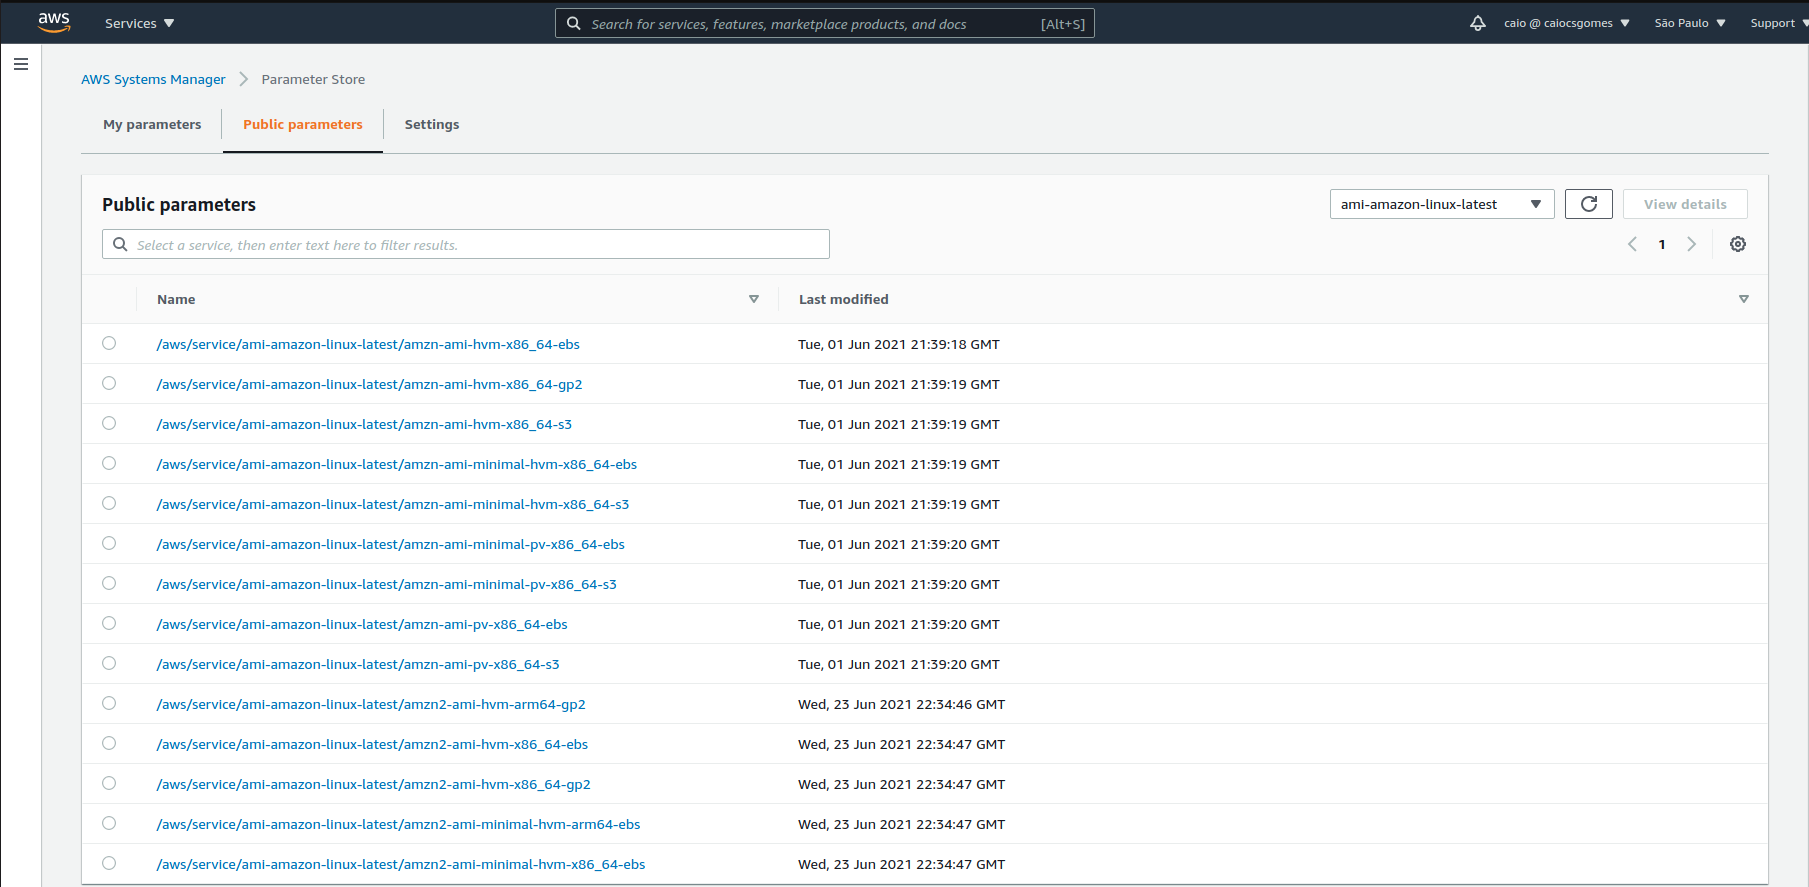 aws Services Search for services, features, marketplace products, and docs [Alt+S] caio @ caiocsgomes São Paulo Support
AWS Systems Manager Parameter Store
My parameters Public parameters Settings
Public parameters ami-amazon-linux-latest View details
Select a service, then enter text here to filter results. 1
Name Last modified
/aws/service/ami-amazon-linux-latest/amzn-ami-hvm-x86_64-ebs Tue, 01 Jun 2021 21:39:18 GMT
/aws/service/ami-amazon-linux-latest/amzn-ami-hvm-x86_64-gp2 Tue, 01 Jun 2021 21:39:19 GMT
/aws/service/ami-amazon-linux-latest/amzn-ami-hvm-x86_64-s3 Tue, 01 Jun 2021 21:39:19 GMT
/aws/service/ami-amazon-linux-latest/amzn-ami-minimal-hvm-x86_64-ebs Tue, 01 Jun 2021 21:39:19 GMT
/aws/service/ami-amazon-linux-latest/amzn-ami-minimal-hvm-x86_64-s3 Tue, 01 Jun 2021 21:39:19 GMT
/aws/service/ami-amazon-linux-latest/amzn-ami-minimal-pv-x86_64-ebs Tue, 01 Jun 2021 21:39:20 GMT
/aws/service/ami-amazon-linux-latest/amzn-ami-minimal-pv-x86_64-s3 Tue, 01 Jun 2021 21:39:20 GMT
/aws/service/ami-amazon-linux-latest/amzn-ami-pv-x86_64-ebs Tue, 01 Jun 2021 21:39:20 GMT
/aws/service/ami-amazon-linux-latest/amzn-ami-pv-x86_64-s3 Tue, 01 Jun 2021 21:39:20 GMT
/aws/service/ami-amazon-linux-latest/amzn2-ami-hvm-arm64-gp2 Wed, 23 Jun 2021 22:34:46 GMT
/aws/service/ami-amazon-linux-latest/amzn2-ami-hvm-x86_64-ebs Wed, 23 Jun 2021 22:34:47 GMT
/aws/service/ami-amazon-linux-latest/amzn2-ami-hvm-x86_64-gp2 Wed, 23 Jun 2021 22:34:47 GMT
/aws/service/ami-amazon-linux-latest/amzn2-ami-minimal-hvm-arm64-ebs Wed, 23 Jun 2021 22:34:47 GMT
/aws/service/ami-amazon-linux-latest/amzn2-ami-minimal-hvm-x86_64-ebs Wed, 23 Jun 2021 22:34:47 GMT